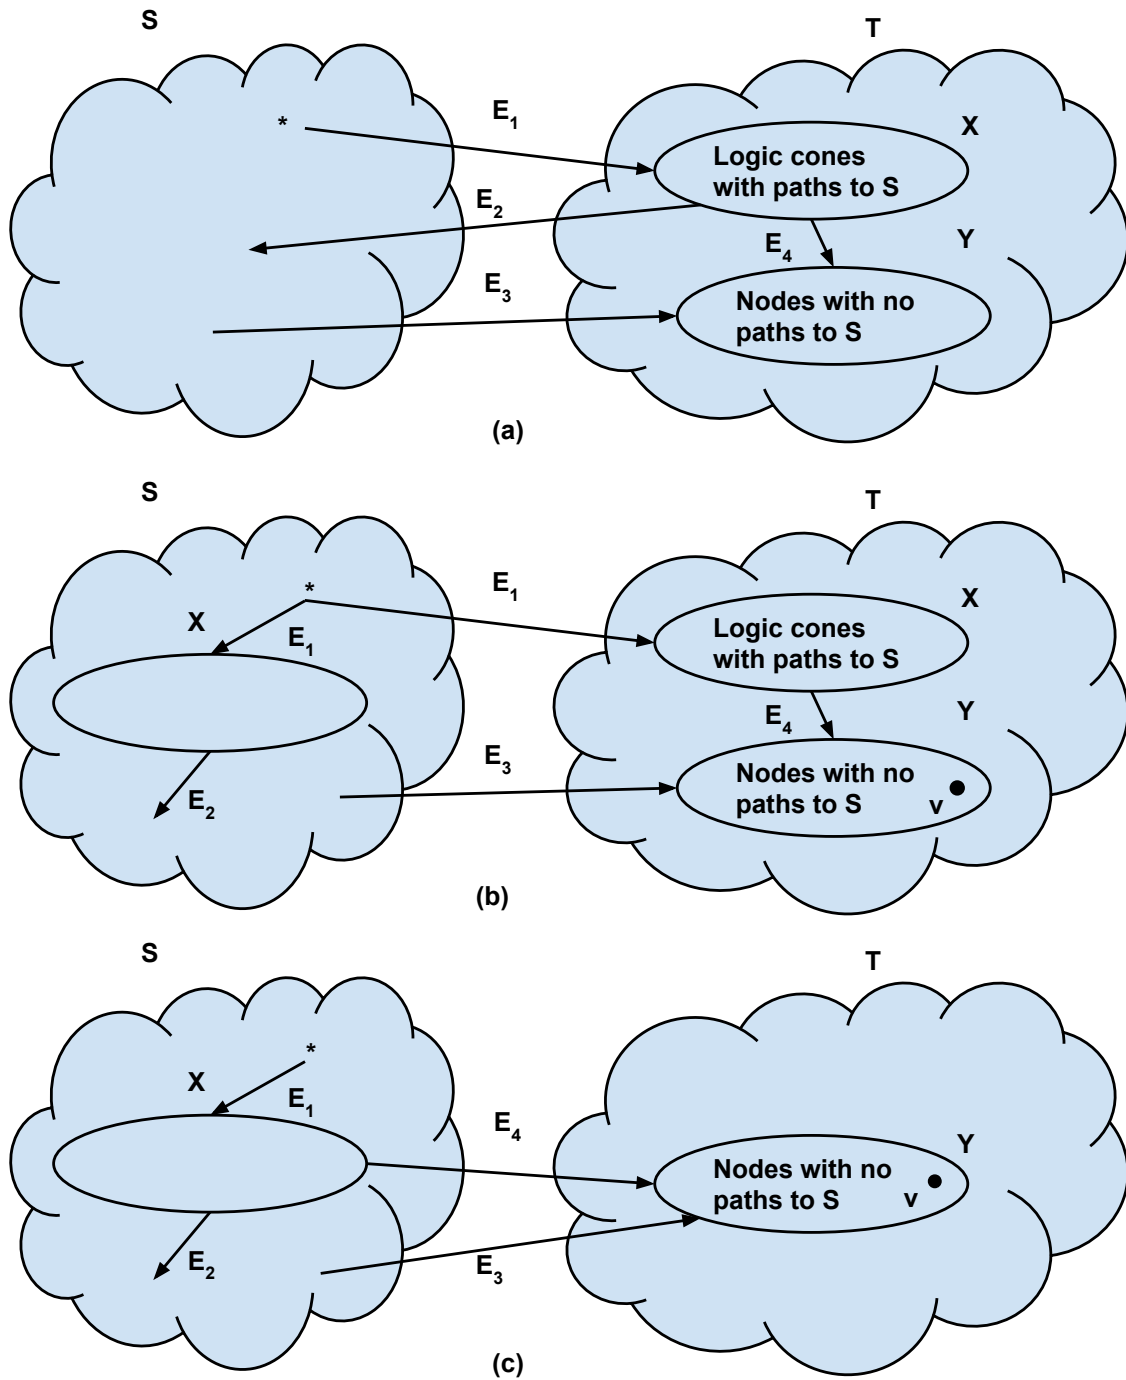 S
T
*
E1
X
Logic cones
with paths to S
E2
E4
Y
E3
Nodes with no
paths to S
(a)
S
T
*
E1
X
X
E1
Logic cones
with paths to S
E4
Y
E3
E2
Nodes with no
paths to S
v
(b)
S
T
*
X
E1
E4
Y
Nodes with no
paths to S
v
E2
E3
(c)